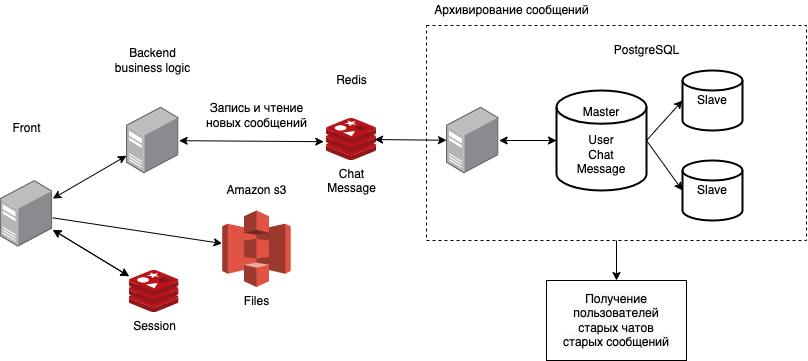 Архивирование сообщений
Backend
business logic
PostgreSQL
Redis
Запись и чтение
новых сообщений
Front
Master
User
Chat
Message
Slave
Slave
Chat
Message
Amazon s3
Files
Session
Получение
пользователей
старых чатов
старых сообщений